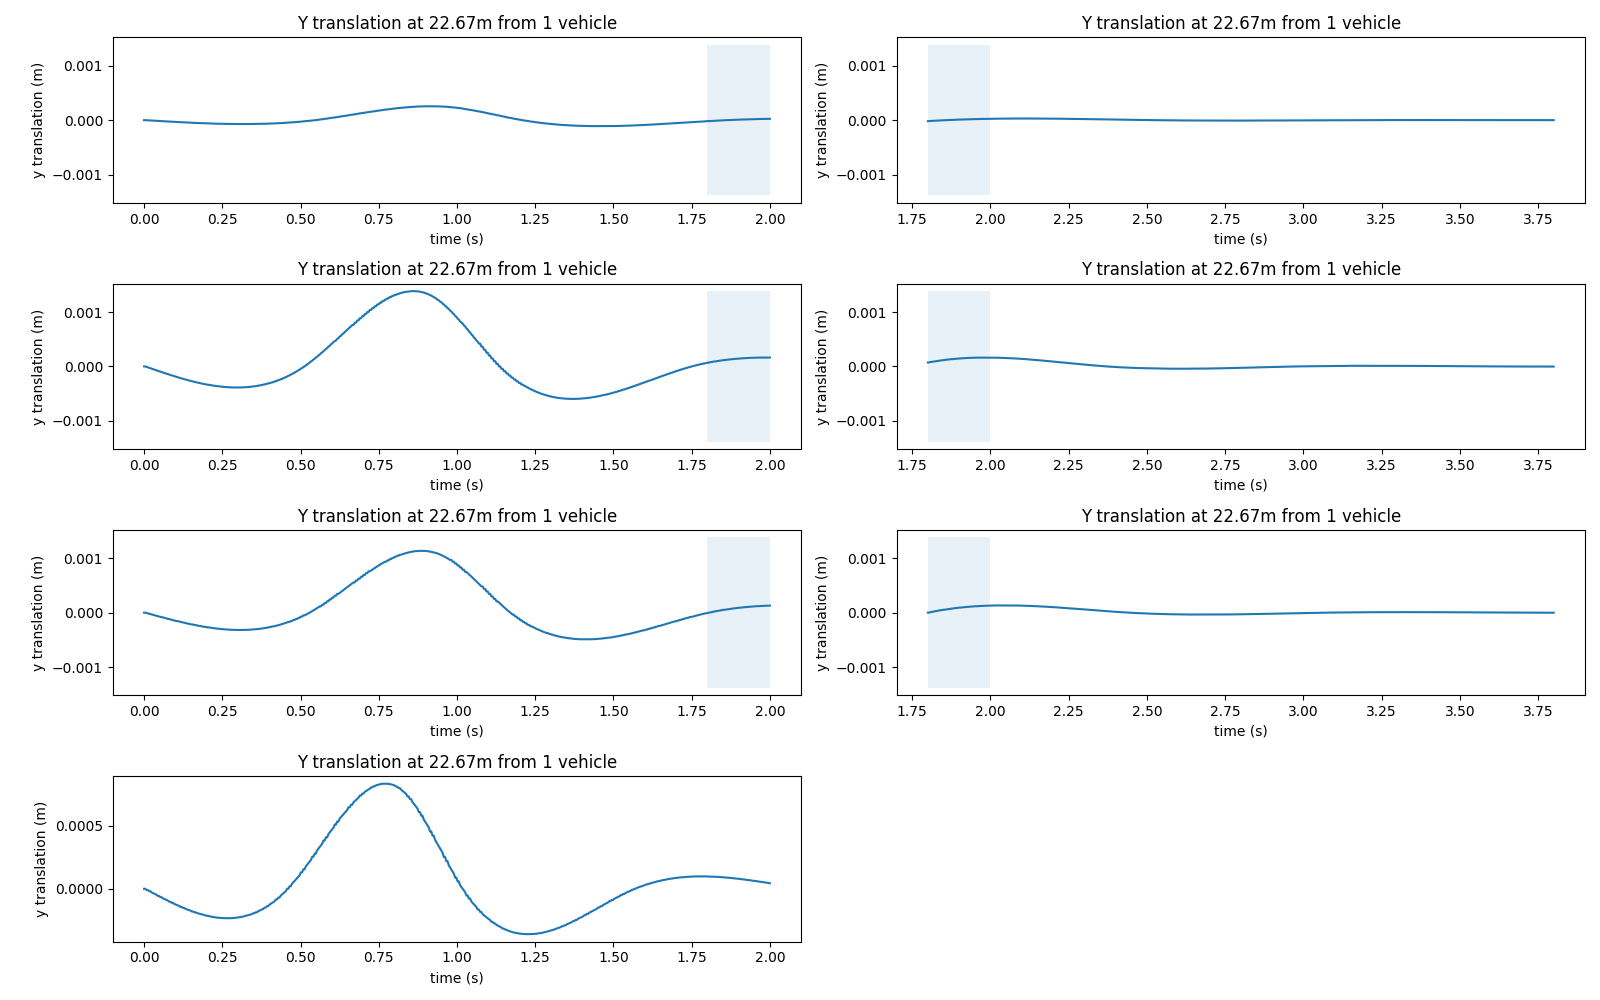 Y translation at 22.67m from 1 vehicle
y translation (m)
0.001
0.000
−0.001
0.00 0.25 0.50 0.75 1.00 1.25 1.50 1.75 2.00
time (s)
Y translation at 22.67m from 1 vehicle
y translation (m)
0.001
0.000
−0.001
1.75 2.00 2.25 2.50 2.75 3.00 3.25 3.50 3.75
time (s)
Y translation at 22.67m from 1 vehicle
y translation (m)
0.001
0.000
−0.001
0.00 0.25 0.50 0.75 1.00 1.25 1.50 1.75 2.00
time (s)
Y translation at 22.67m from 1 vehicle
y translation (m)
0.001
0.000
−0.001
1.75 2.00 2.25 2.50 2.75 3.00 3.25 3.50 3.75
time (s)
Y translation at 22.67m from 1 vehicle
y translation (m)
0.001
0.000
−0.001
0.00 0.25 0.50 0.75 1.00 1.25 1.50 1.75 2.00
time (s)
Y translation at 22.67m from 1 vehicle
y translation (m)
0.001
0.000
−0.001
1.75 2.00 2.25 2.50 2.75 3.00 3.25 3.50 3.75
time (s)
Y translation at 22.67m from 1 vehicle
y translation (m)
0.0005
0.0000
0.00 0.25 0.50 0.75 1.00 1.25 1.50 1.75 2.00
time (s)